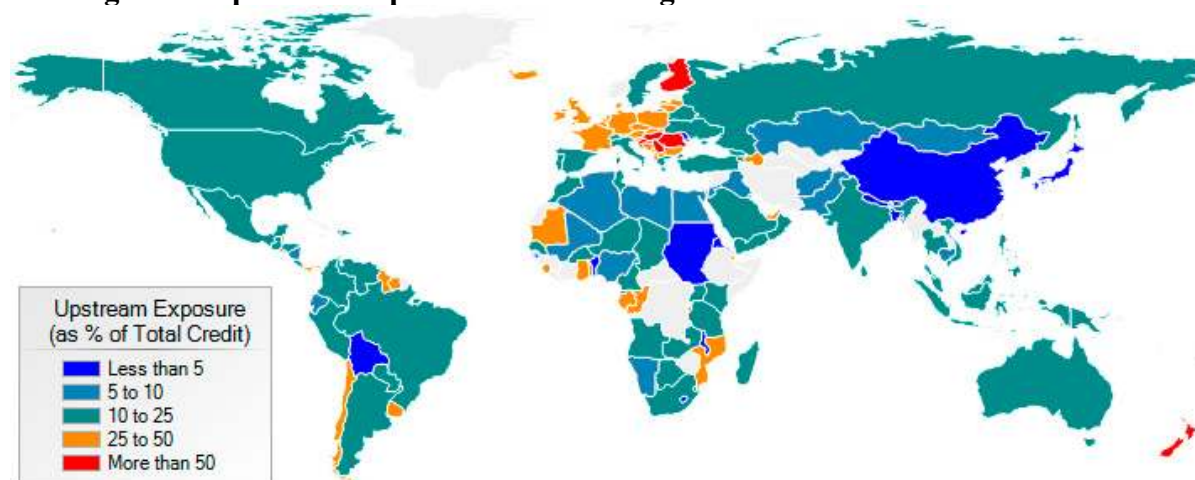 Upstream Exposure
(as % of Total Credit)
Less than 5
5 to 10
10 to 25
25 to 50
More than 50